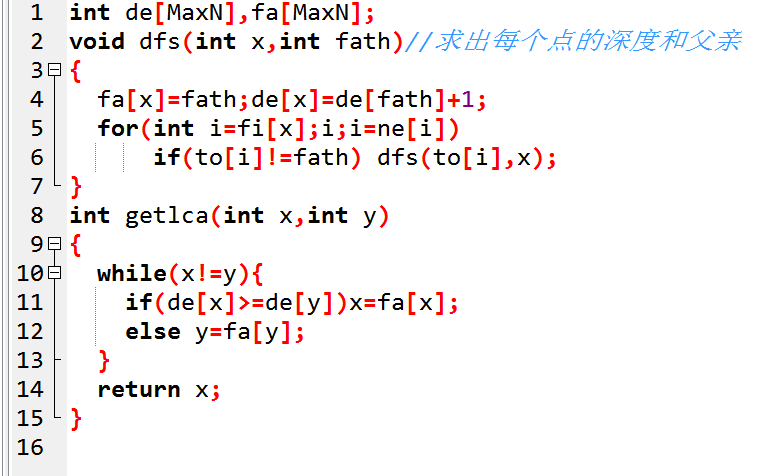 1 int de[MaxN],fa[MaxN];
2 void dfs(int x,int fath)//求出每个点的深度和父亲
3 {
4   fa[x]=fath;de[x]=de[fath]+1;
5   for(int i=fi[x];i;i=ne[i])
6       if(to[i]!=fath) dfs(to[i],x);
7 }
8 int getlca(int x,int y)
9 {
10   while(x!=y){
11     if(de[x]>=de[y])x=fa[x];
12     else y=fa[y];
13   }
14   return x;
15 }
16